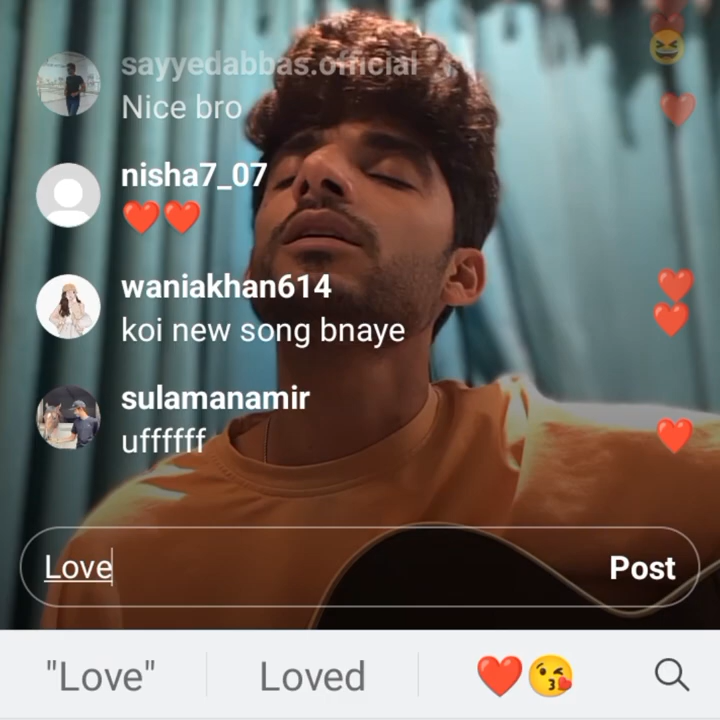 sayyedabbas.official
Nice bro
nisha7_07
❤️❤️
waniakhan614
koi new song bnaye
sulamanamir
uffffff
Love Post
"Love" Loved ❤️😘